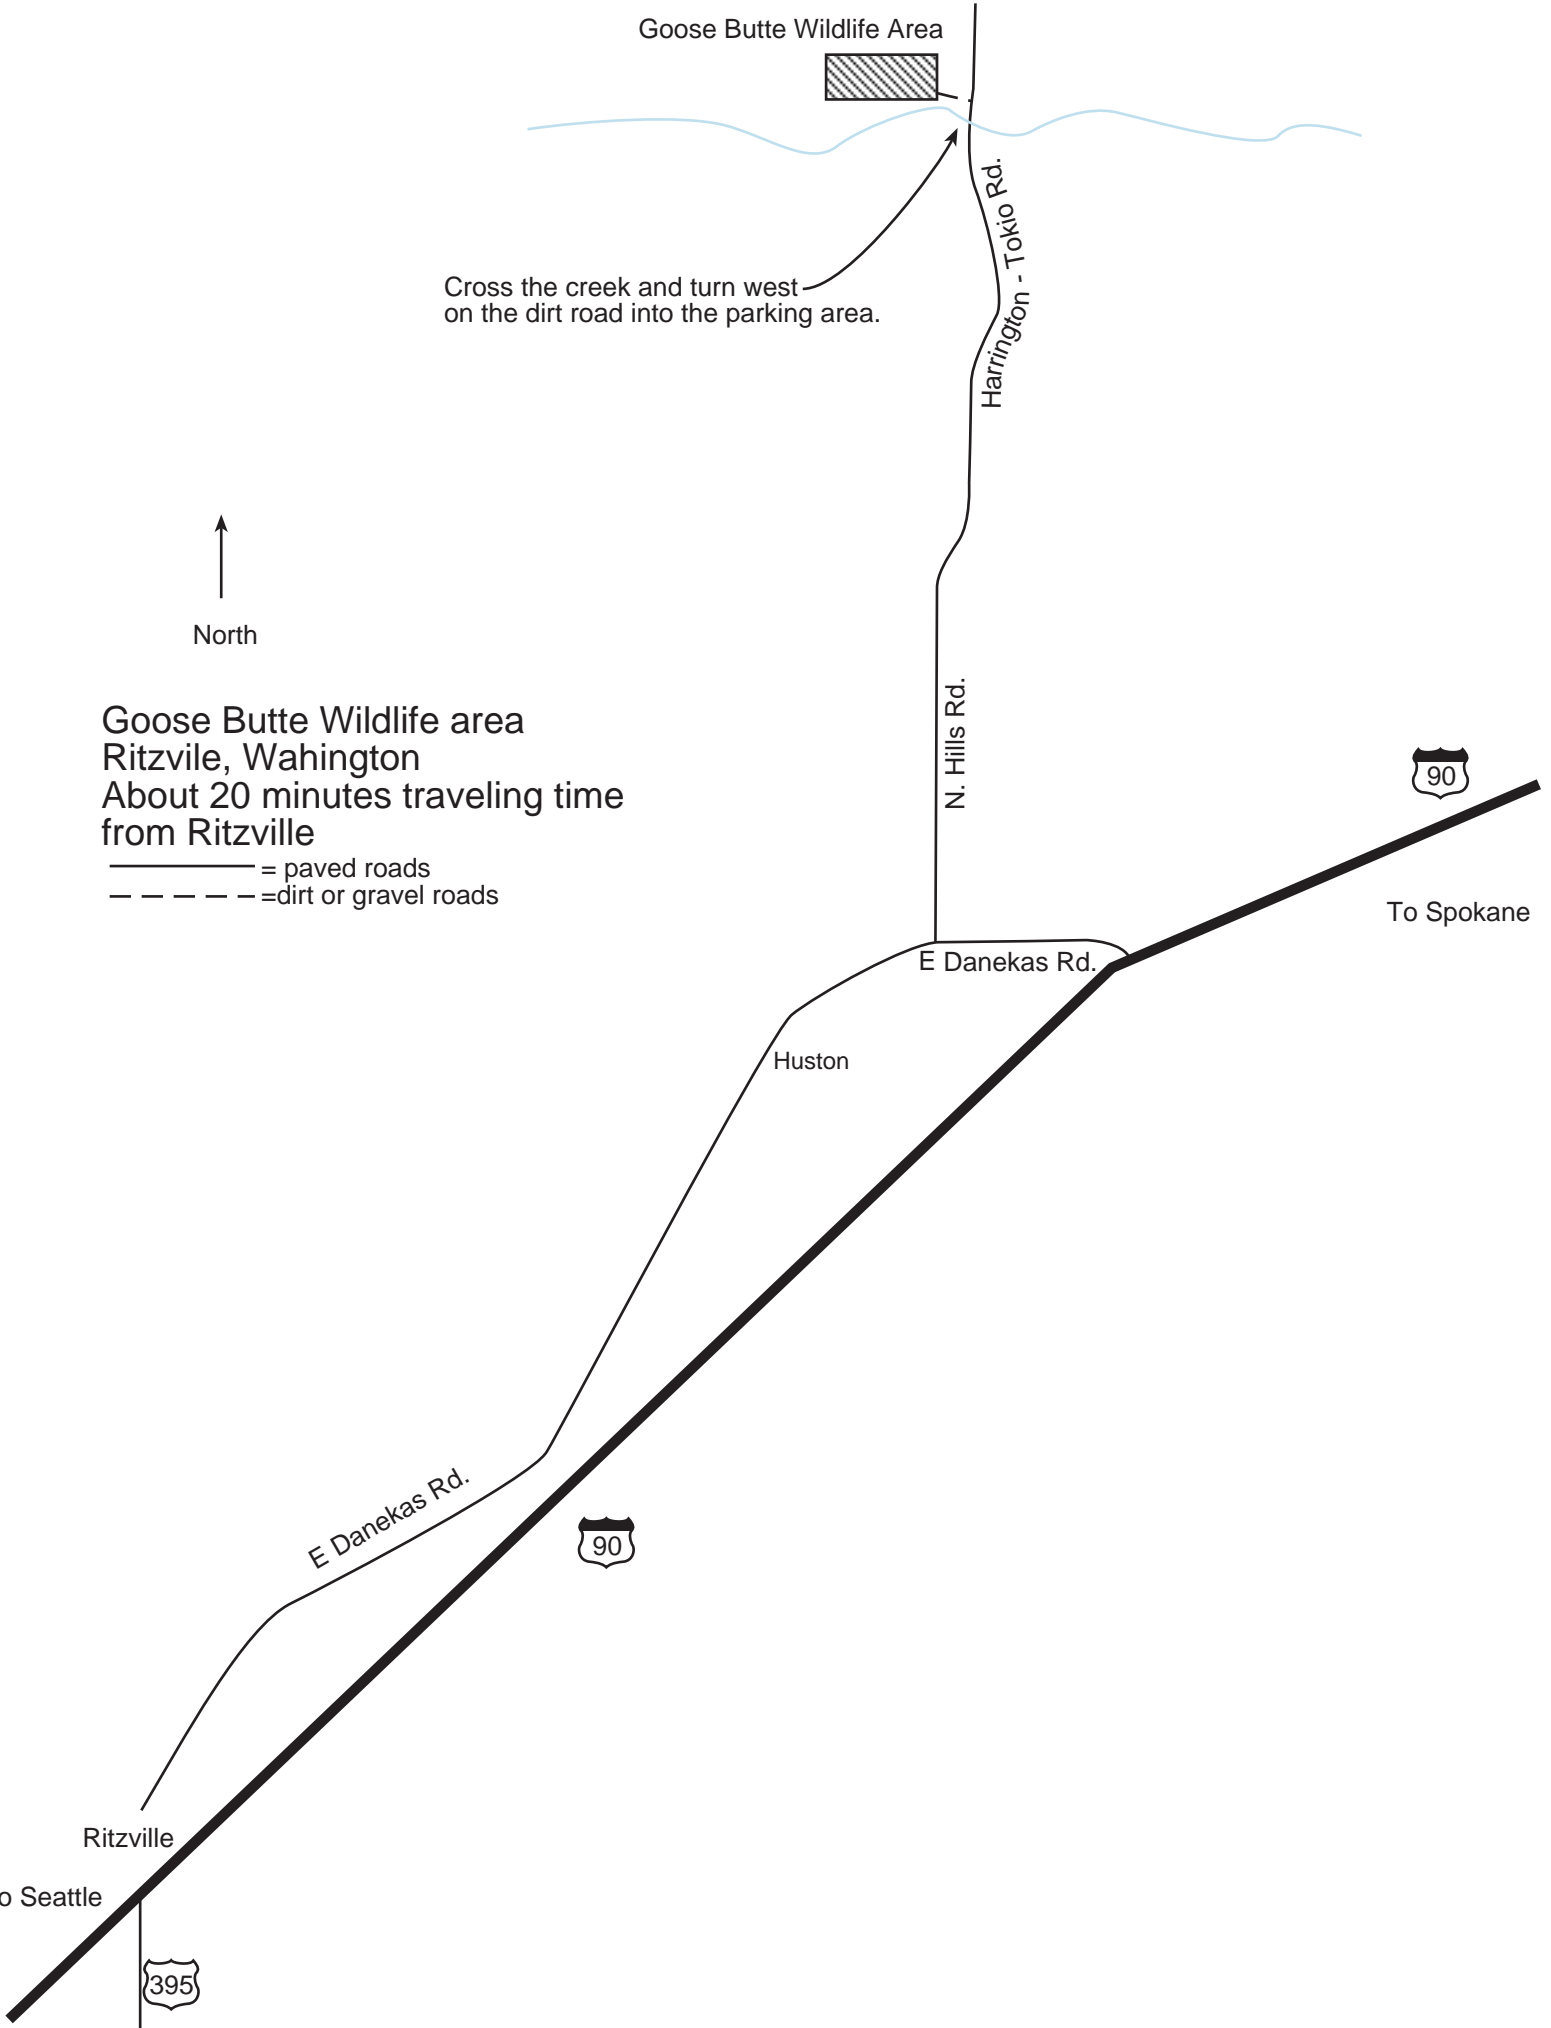 Goose Butte Wildlife Area
Harrington - Tokio Rd.
Cross the creek and turn west
on the dirt road into the parking area.
North
N. Hills Rd.
Goose Butte Wildlife area
Ritzvile, Wahington
About 20 minutes traveling time
from Ritzville
= paved roads
=dirt or gravel roads
90
To Spokane
E Danekas Rd.
Huston
E Danekas Rd.
90
Ritzville
o Seattle
395